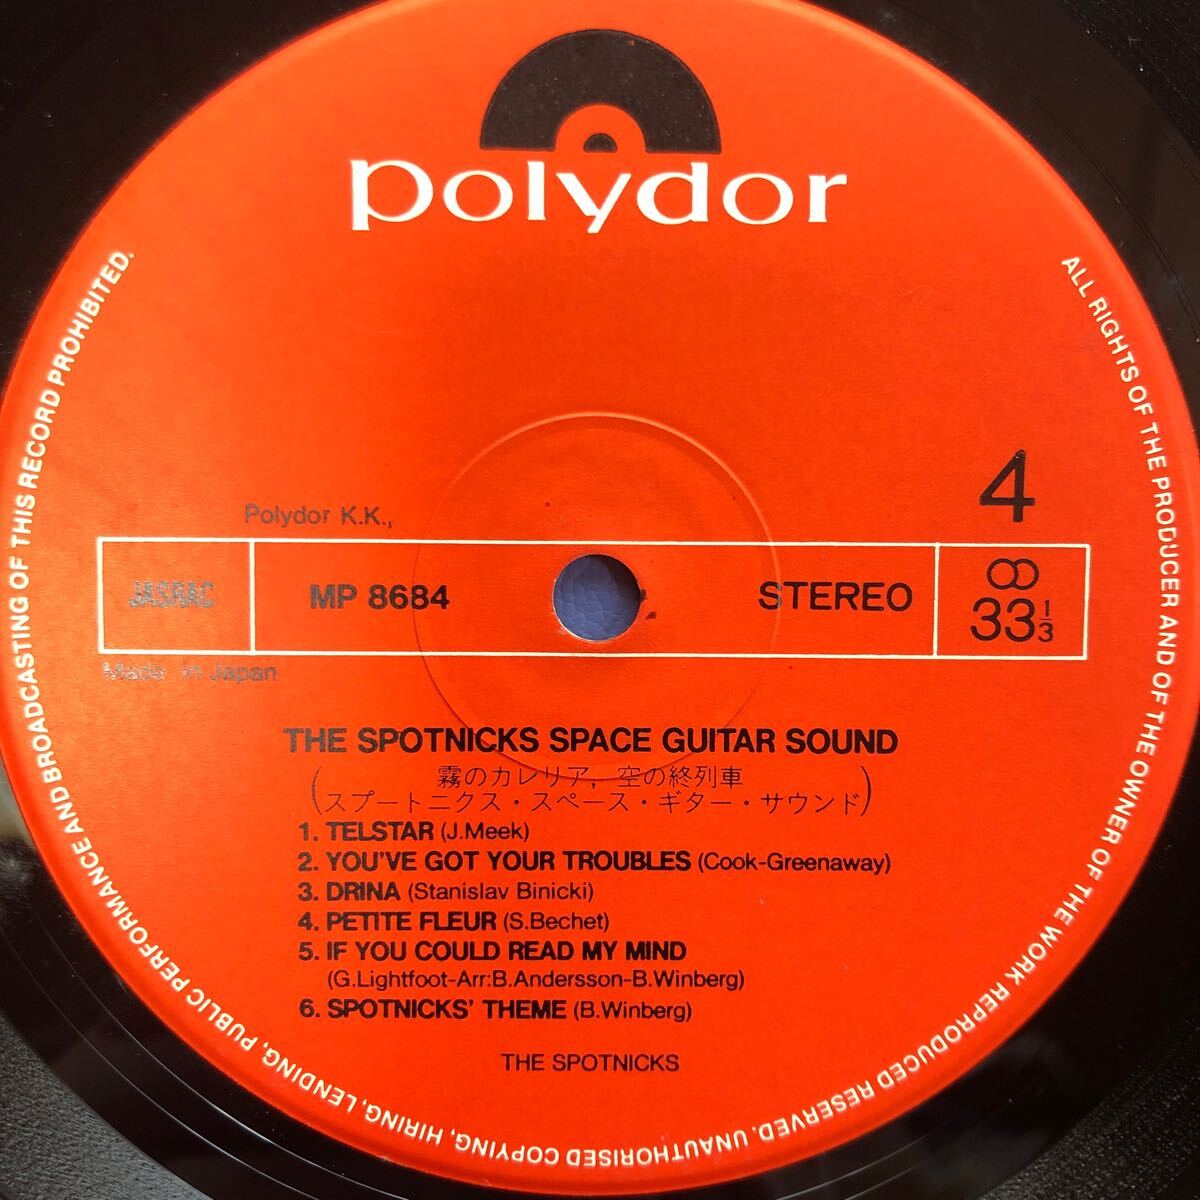 polydor
4
Polydor K.K.,
JASRAC
MP 8684
STEREO
33 1/3
Made in Japan
THE SPOTNICKS SPACE GUITAR SOUND
(霧のカレリア, 空の終列車
スプートニクス・スペース・ギター・サウンド)
1. TELSTAR (J.Meek)
2. YOU'VE GOT YOUR TROUBLES (Cook-Greenaway)
3. DRINA (Stanislav Binicki)
4. PETITE FLEUR (S.Bechet)
5. IF YOU COULD READ MY MIND
(G.Lightfoot-Arr:B.Andersson-B.Winberg)
6. SPOTNICKS' THEME (B.Winberg)
THE SPOTNICKS
ALL RIGHTS OF THE PRODUCER AND OF THE OWNER OF THE WORK REPRODUCED RESERVED. UNAUTHORISED COPYING, HIRING, LENDING, PUBLIC PERFORMANCE AND BROADCASTING OF THIS RECORD PROHIBITED.